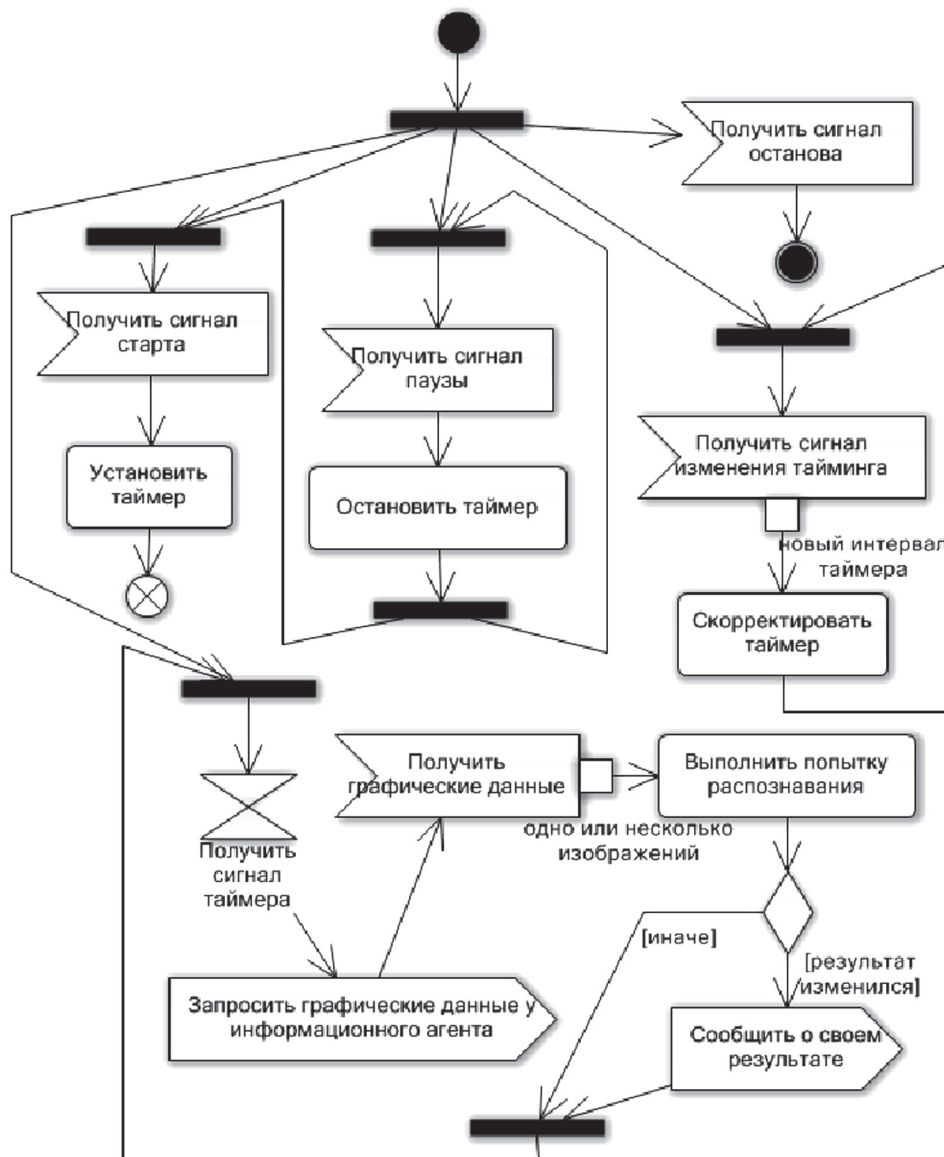 Получить сигнал
останова
Получить сигнал
старта
Получить сигнал
паузы
Получить сигнал
изменения тайминга
Установить
таймер
Остановить таймер
новый интервал
таймера
Скорректировать
таймер
Получить
графические данные
Выполнить попытку
распознавания
одно или несколько
изображений
Получить
сигнал
таймера
[иначе]
[результат
изменился]
Запросить графические данные у
информационного агента
Сообщить о своем
результате